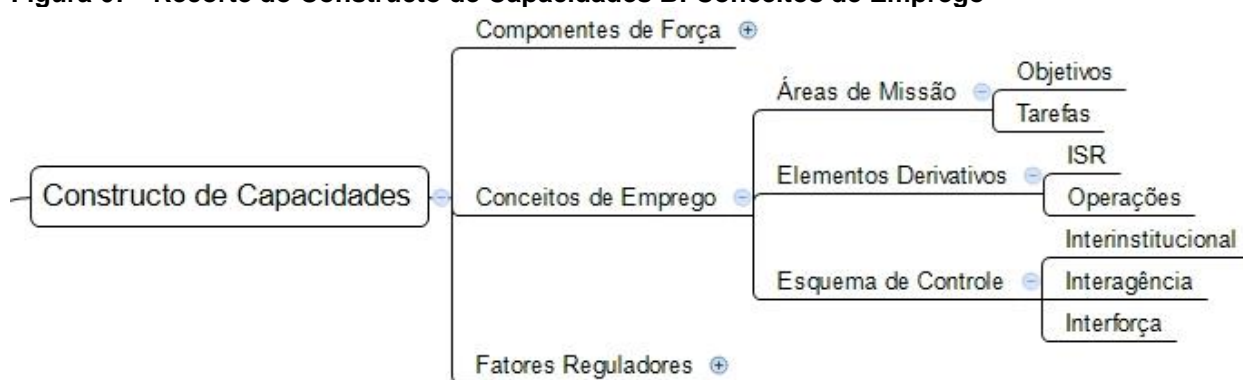 Componentes de Força
Áreas de Missão
Objetivos
Tarefas
Constructo de Capacidades
Conceitos de Emprego
Elementos Derivativos
ISR
Operações
Esquema de Controle
Interinstitucional
Interagência
Interforça
Fatores Reguladores